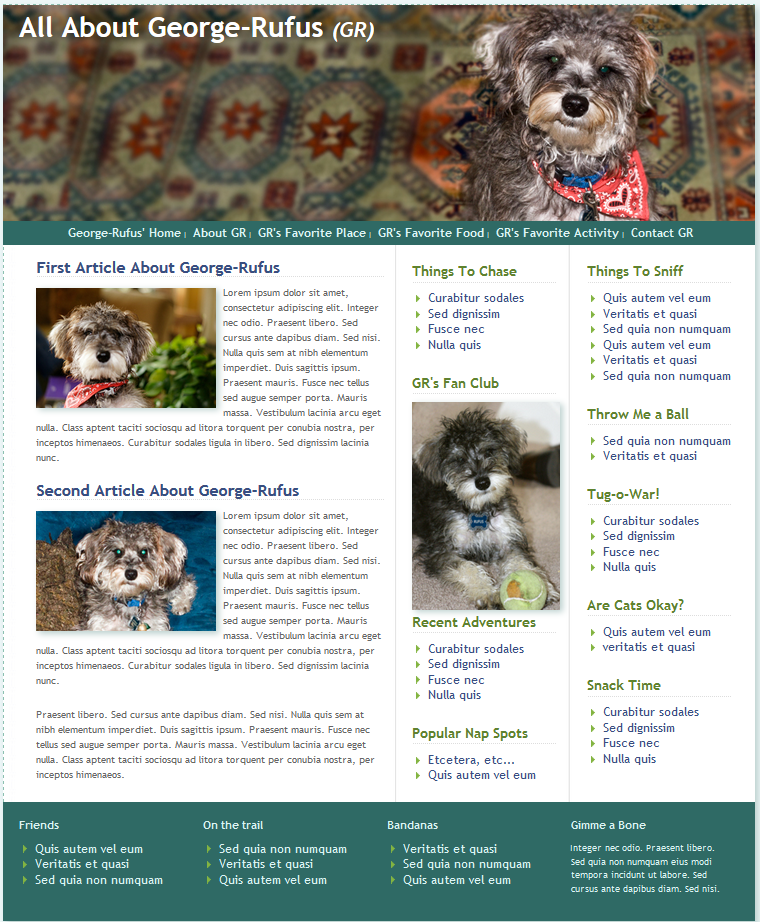 All About George-Rufus (GR)
George-Rufus' Home | About GR | GR's Favorite Place | GR's Favorite Food | GR's Favorite Activity | Contact GR
First Article About George-Rufus
Lorem ipsum dolor sit amet,
consectetur adipiscing elit. Integer
nec odio. Praesent libero. Sed
cursus ante dapibus diam. Sed nisi.
Nulla quis sem at nibh elementum
imperdiet. Duis sagittis ipsum.
Praesent mauris. Fusce nec tellus
sed augue semper porta. Mauris
massa. Vestibulum lacinia arcu eget
nulla. Class aptent taciti sociosqu ad litora torquent per conubia nostra, per
inceptos himenaeos. Curabitur sodales ligula in libero. Sed dignissim lacinia
nunc.
Second Article About George-Rufus
Lorem ipsum dolor sit amet,
consectetur adipiscing elit. Integer
nec odio. Praesent libero. Sed
cursus ante dapibus diam. Sed nisi.
Nulla quis sem at nibh elementum
imperdiet. Duis sagittis ipsum.
Praesent mauris. Fusce nec tellus
sed augue semper porta. Mauris
massa. Vestibulum lacinia arcu eget
nulla. Class aptent taciti sociosqu ad litora torquent per conubia nostra, per
inceptos himenaeos. Curabitur sodales ligula in libero. Sed dignissim lacinia
nunc.
Praesent libero. Sed cursus ante dapibus diam. Sed nisi. Nulla quis sem at
nibh elementum imperdiet. Duis sagittis ipsum. Praesent mauris. Fusce nec
tellus sed augue semper porta. Mauris massa. Vestibulum lacinia arcu eget
nulla. Class aptent taciti sociosqu ad litora torquent per conubia nostra, per
inceptos himenaeos.
Things To Chase
Curabitur sodales
Sed dignissim
Fusce nec
Nulla quis
GR's Fan Club
RUFUS
Recent Adventures
Curabitur sodales
Sed dignissim
Fusce nec
Nulla quis
Popular Nap Spots
Etcetera, etc...
Quis autem vel eum
Things To Sniff
Quis autem vel eum
Veritatis et quasi
Sed quia non numquam
Quis autem vel eum
Veritatis et quasi
Sed quia non numquam
Throw Me a Ball
Sed quia non numquam
Veritatis et quasi
Tug-o-War!
Curabitur sodales
Sed dignissim
Fusce nec
Nulla quis
Are Cats Okay?
Quis autem vel eum
veritatis et quasi
Snack Time
Curabitur sodales
Sed dignissim
Fusce nec
Nulla quis
Friends
Quis autem vel eum
Veritatis et quasi
Sed quia non numquam
On the trail
Sed quia non numquam
Veritatis et quasi
Quis autem vel eum
Bandanas
Veritatis et quasi
Sed quia non numquam
Quis autem vel eum
Gimme a Bone
Integer nec odio. Praesent libero.
Sed quia non numquam eius modi
tempora incidunt ut labore. Sed
cursus ante dapibus diam. Sed nisi.